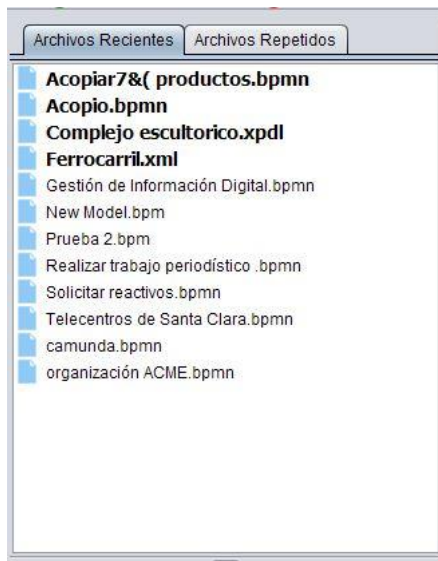 Archivos Recientes Archivos Repetidos
Acopiar7&( productos.bpmn
Acopio.bpmn
Complejo escultorico.xpdl
Ferrocarril.xml
Gestión de Información Digital.bpmn
New Model.bpm
Prueba 2.bpm
Realizar trabajo periodístico .bpmn
Solicitar reactivos.bpmn
Telecentros de Santa Clara.bpmn
camunda.bpmn
organización ACME.bpmn